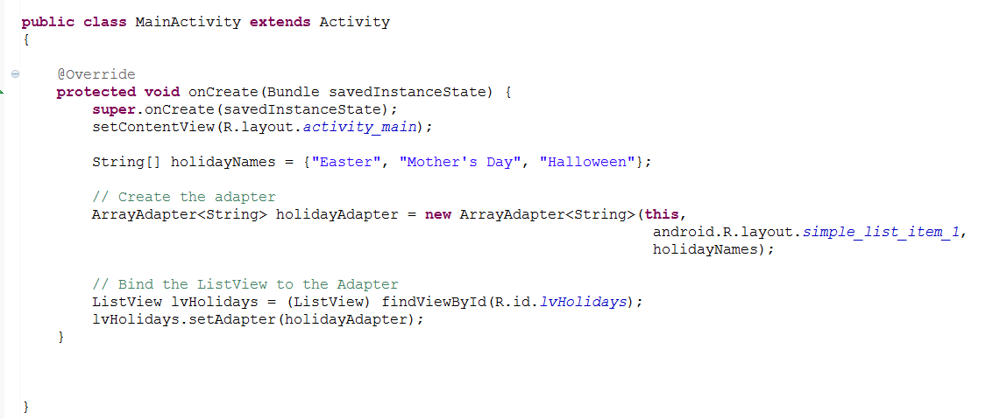 public class MainActivity extends Activity
{
@Override
protected void onCreate(Bundle savedInstanceState) {
super.onCreate(savedInstanceState);
setContentView(R.layout.activity_main);
String[] holidayNames = {"Easter", "Mother's Day", "Halloween"};
// Create the adapter
ArrayAdapter<String> holidayAdapter = new ArrayAdapter<String>(this,
android.R.layout.simple_list_item_1,
holidayNames);
// Bind the ListView to the Adapter
ListView lvHolidays = (ListView) findViewById(R.id.lvHolidays);
lvHolidays.setAdapter(holidayAdapter);
}
}